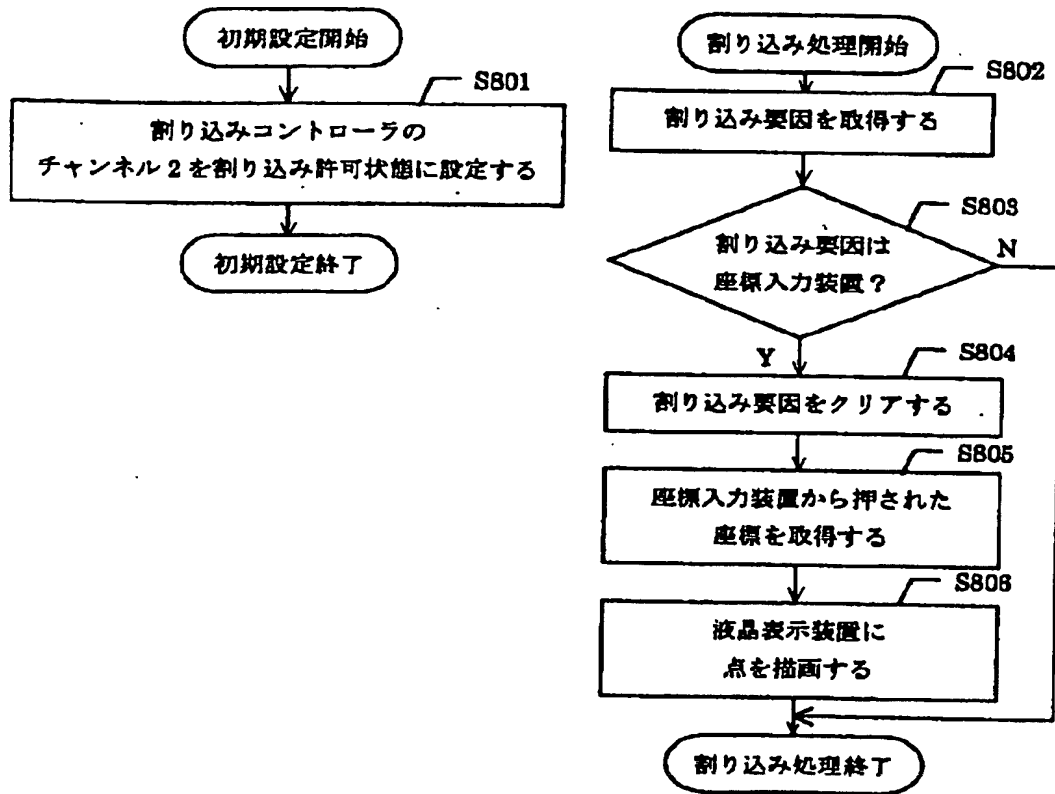 初期設定開始
S801
割り込みコントローラの
チャンネル2を割り込み許可状態に設定する
初期設定終了
割り込み処理開始
S802
割り込み要因を取得する
S803
割り込み要因は
座標入力装置？
N
Y
S804
割り込み要因をクリアする
S805
座標入力装置から押された
座標を取得する
S806
液晶表示装置に
点を描画する
割り込み処理終了